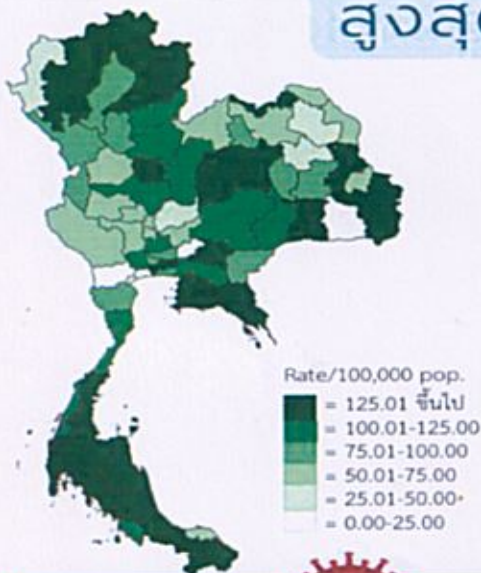 สูงสุด
Rate/100,000 pop.
= 125.01 ขึ้นไป
= 100.01-125.00
= 75.01-100.00
= 50.01-75.00
= 25.01-50.00
= 0.00-25.00